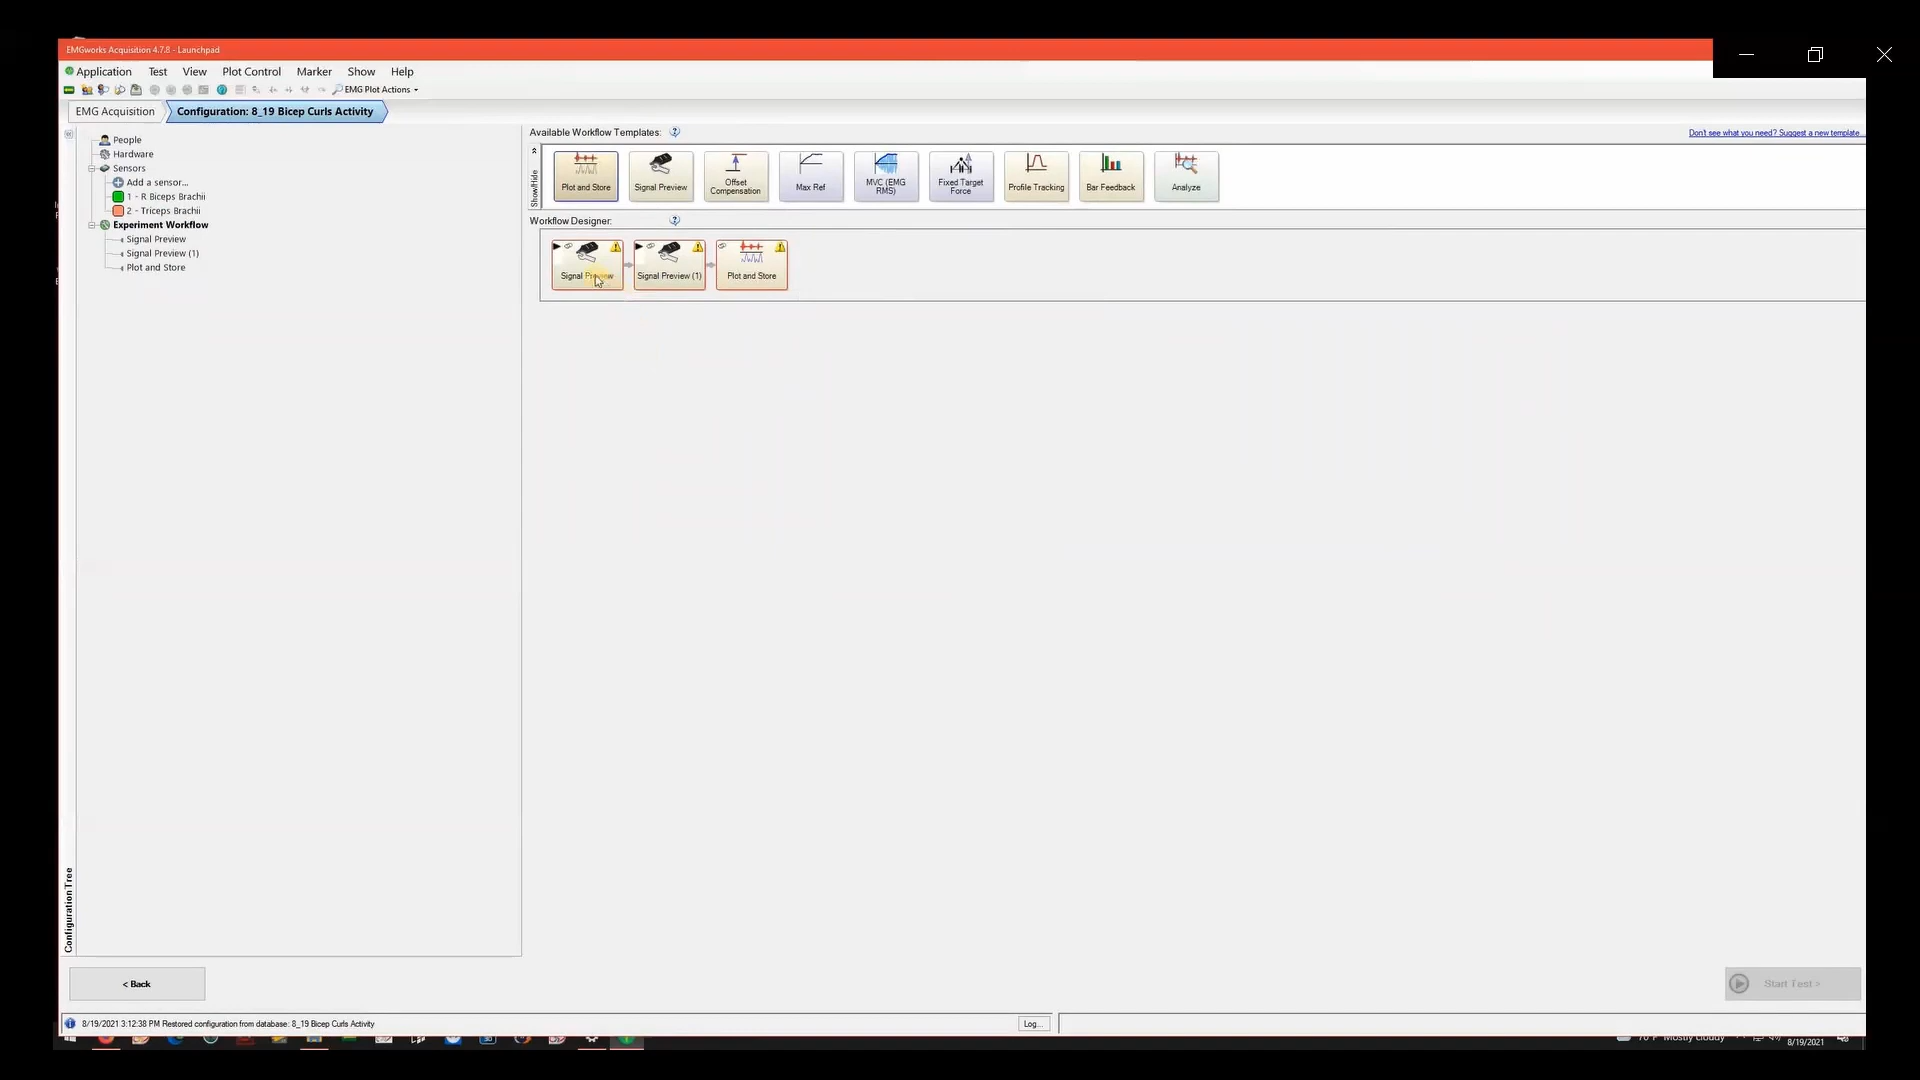 EMGworks Acquisition 4.7.8 - Launchpad
Application Test View Plot Control Marker Show Help
EMG Plot Actions
EMG Acquisition Configuration: 8_19 Bicep Curls Activity
People
Hardware
Sensors
Add a sensor...
1 - R Biceps Brachii
2 - Triceps Brachii
Experiment Workflow
Signal Preview
Signal Preview (1)
Plot and Store
Configuration Tree
Available Workflow Templates:
Don't see what you need? Suggest a new template...
Show/Hide
Plot and Store
Signal Preview
Offset
Compensation
Max Ref
MVC (EMG
RMS)
Fixed Target
Force
Profile Tracking
Bar Feedback
Analyze
Workflow Designer:
Signal Preview
Signal Preview (1)
Plot and Store
< Back
Start Test >
8/19/2021 3:12:38 PM Restored configuration from database: 8_19 Bicep Curls Activity
Log...
70°F Mostly cloudy
8/19/2021